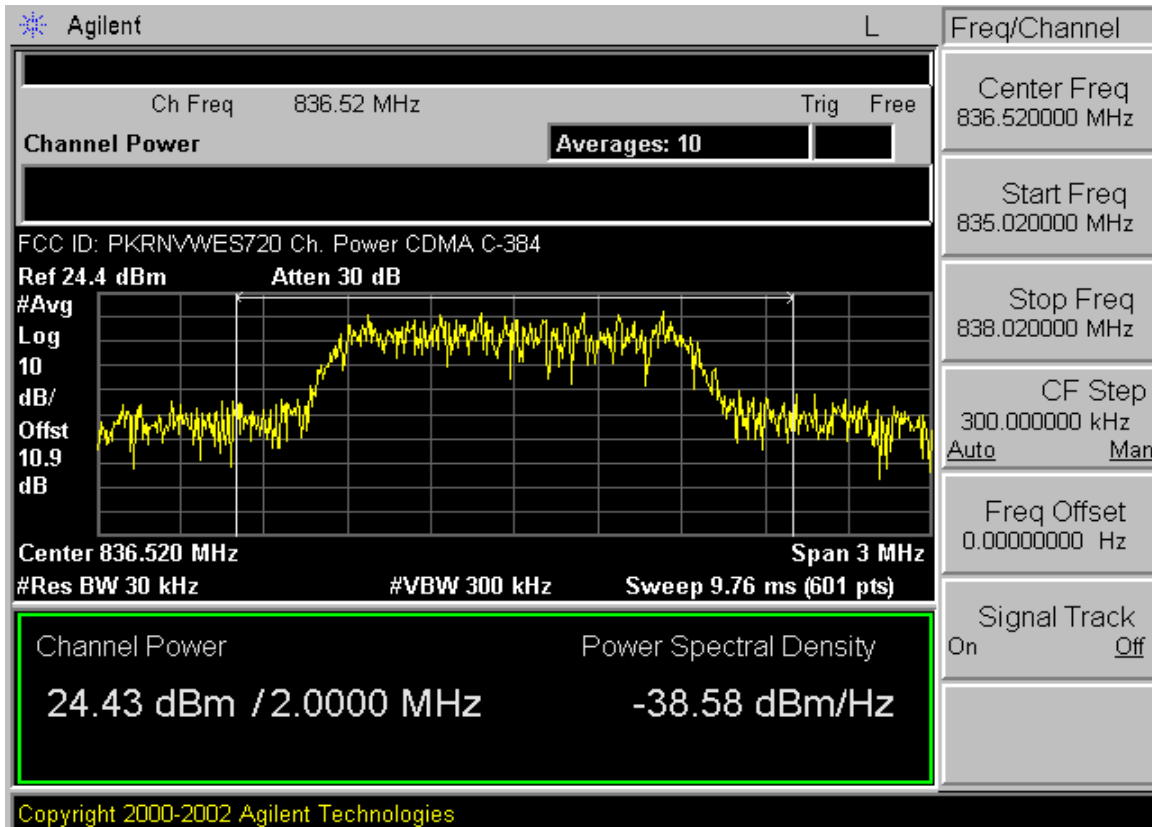 Agilent L Freq/Channel
Ch Freq 836.52 MHz Trig Free
Channel Power Averages: 10
Center Freq
836.520000 MHz
Start Freq
835.020000 MHz
Stop Freq
838.020000 MHz
CF Step
300.000000 kHz
Auto Man
Freq Offset
0.00000000 Hz
Signal Track
On Off
FCC ID: PKRNVWES720 Ch. Power CDMA C-384
Ref 24.4 dBm Atten 30 dB
#Avg
Log
10
dB/
Offst
10.9
dB
Center 836.520 MHz Span 3 MHz
#Res BW 30 kHz #VBW 300 kHz Sweep 9.76 ms (601 pts)
Channel Power Power Spectral Density
24.43 dBm / 2.0000 MHz -38.58 dBm/Hz
Copyright 2000-2002 Agilent Technologies